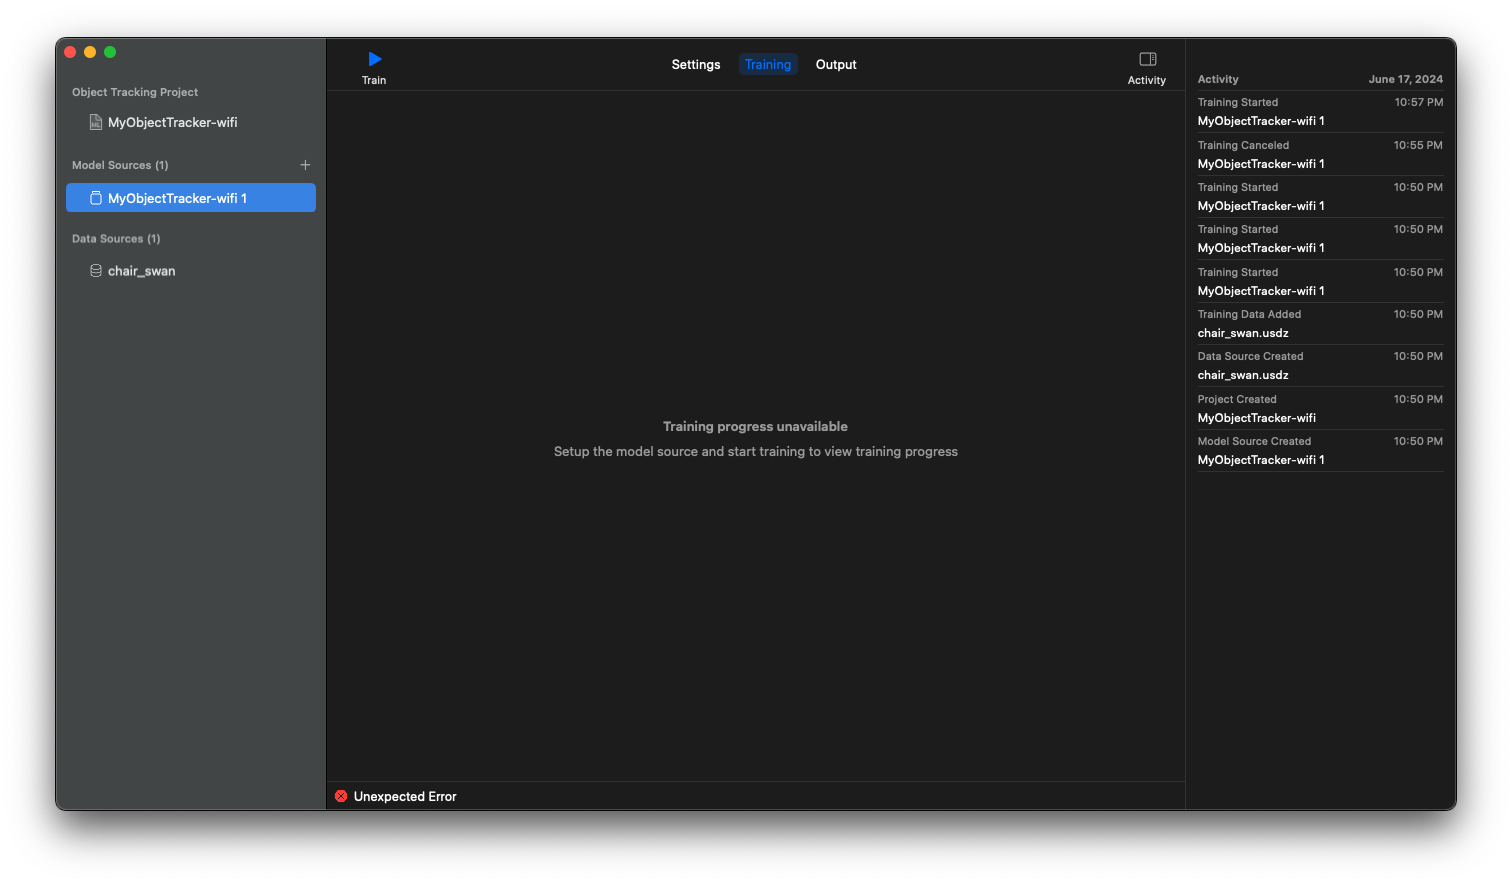 Object Tracking Project
MyObjectTracker-wifi
Model Sources (1)
MyObjectTracker-wifi 1
Data Sources (1)
chair_swan
Train
Settings
Training
Output
Activity
Training progress unavailable
Setup the model source and start training to view training progress
Unexpected Error
Activity June 17, 2024
Training Started 10:57 PM
MyObjectTracker-wifi 1
Training Canceled 10:55 PM
MyObjectTracker-wifi 1
Training Started 10:50 PM
MyObjectTracker-wifi 1
Training Started 10:50 PM
MyObjectTracker-wifi 1
Training Started 10:50 PM
MyObjectTracker-wifi 1
Training Data Added 10:50 PM
chair_swan.usdz
Data Source Created 10:50 PM
chair_swan.usdz
Project Created 10:50 PM
MyObjectTracker-wifi
Model Source Created 10:50 PM
MyObjectTracker-wifi 1